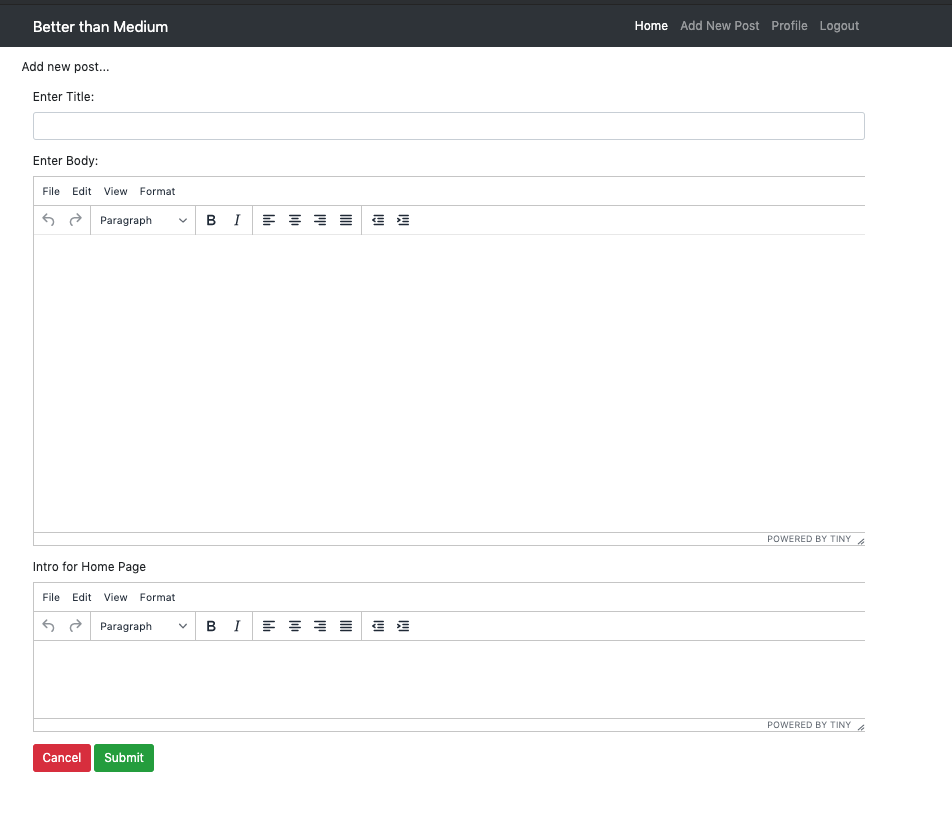 Better than Medium Home Add New Post Profile Logout
Add new post...
Enter Title:
Enter Body:
File Edit View Format
Paragraph B I
POWERED BY TINY
Intro for Home Page
File Edit View Format
Paragraph B I
POWERED BY TINY
Cancel Submit